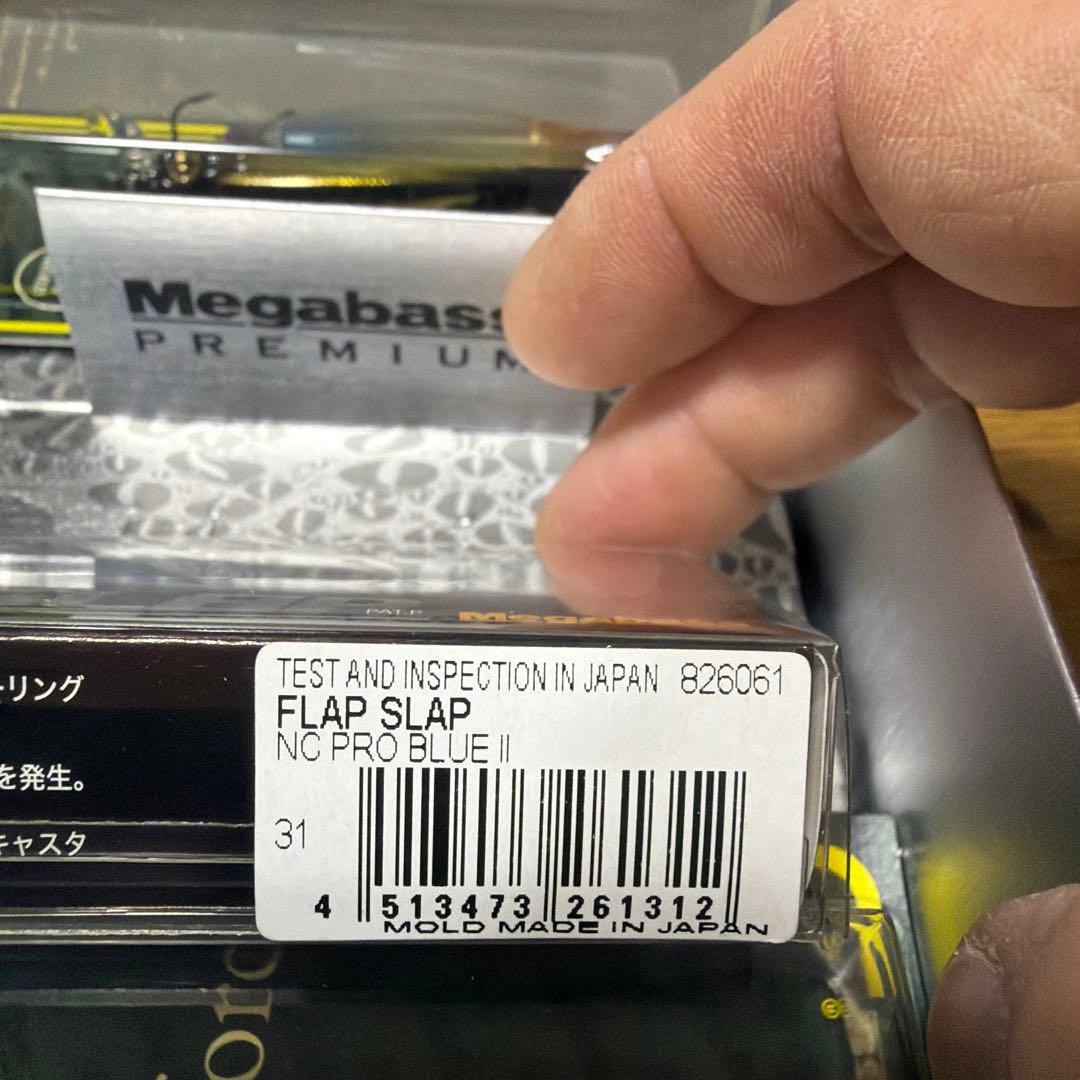 Megabass
PREMIUM
PAT.P
ーリング
を発生。
キャスタ
TEST AND INSPECTION IN JAPAN 826061
FLAP SLAP
NC PRO BLUE II
31
4 513473 261312
MOLD MADE IN JAPAN